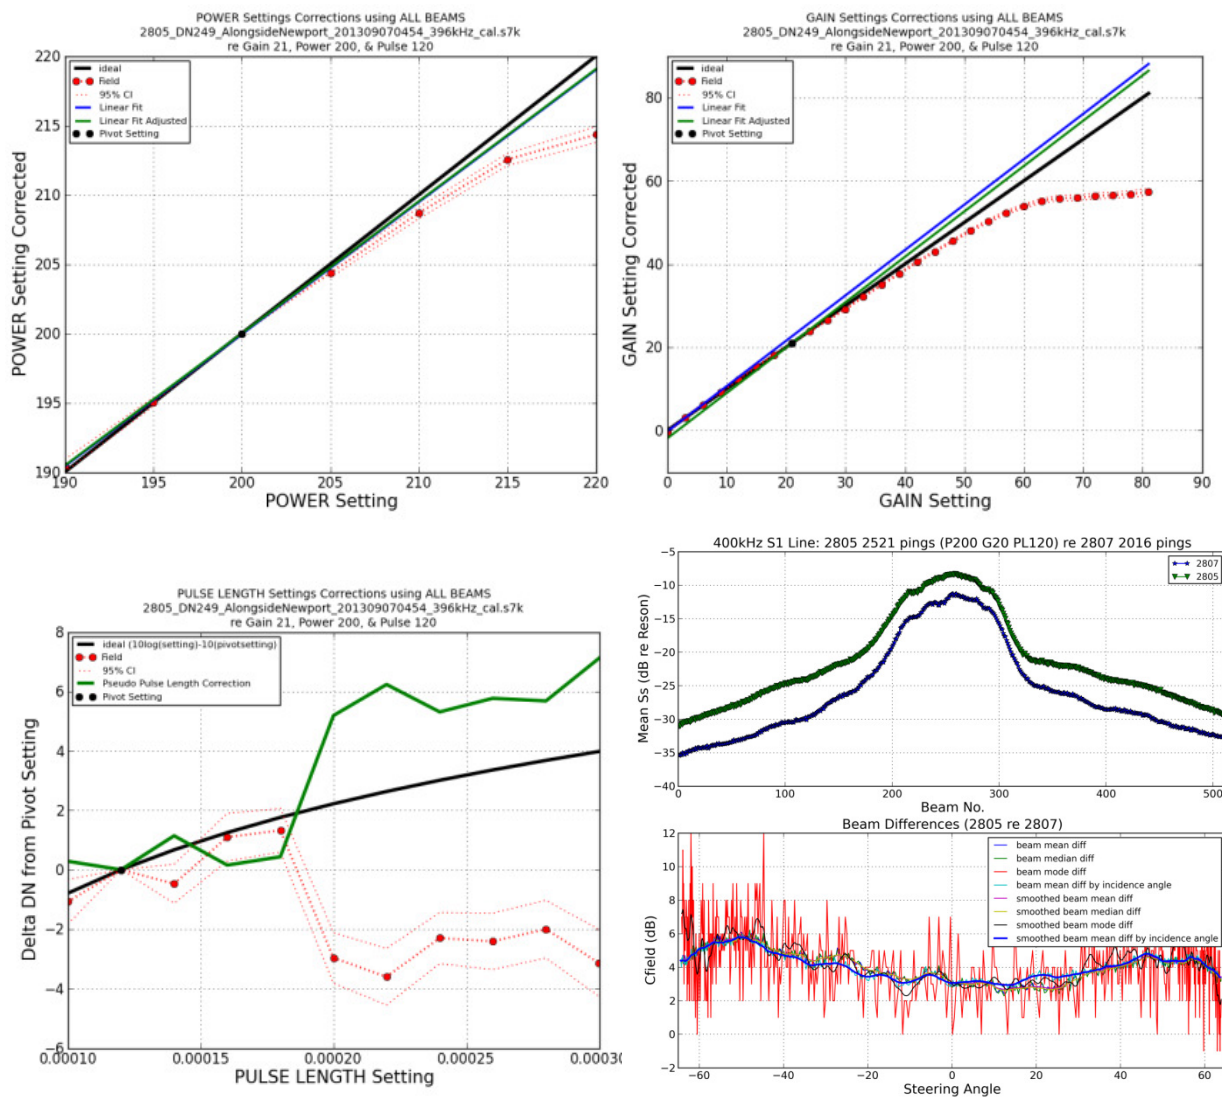 POWER Settings Corrections using ALL BEAMS
2805_DN249_AlongsideNewport_201309070454_396kHz_cal.s7k
re Gain 21, Power 200, & Pulse 120
ideal
Field
95% CI
Linear Fit
Linear Fit Adjusted
Pivot Setting
POWER Setting Corrected
220
215
210
205
200
195
190
190 195 200 205 210 215 220
POWER Setting
GAIN Settings Corrections using ALL BEAMS
2805_DN249_AlongsideNewport_201309070454_396kHz_cal.s7k
re Gain 21, Power 200, & Pulse 120
ideal
Field
95% CI
Linear Fit
Linear Fit Adjusted
Pivot Setting
GAIN Setting Corrected
80
60
40
20
0
0 10 20 30 40 50 60 70 80 90
GAIN Setting
PULSE LENGTH Settings Corrections using ALL BEAMS
2805_DN249_AlongsideNewport_201309070454_396kHz_cal.s7k
re Gain 21, Power 200, & Pulse 120
ideal (10log(setting)-10(pivotsetting)
Field
95% CI
Pseudo Pulse Length Correction
Pivot Setting
Delta DN from Pivot Setting
8
6
4
2
0
−2
−4
−6
0.00010 0.00015 0.00020 0.00025 0.00030
PULSE LENGTH Setting
400kHz S1 Line: 2805 2521 pings (P200 G20 PL120) re 2807 2016 pings
2807
2805
Mean Ss (dB re Reson)
−5
−10
−15
−20
−25
−30
−35
−40
0 100 200 300 400 500
Beam No.
Beam Differences (2805 re 2807)
beam mean diff
beam median diff
beam mode diff
beam mean diff by incidence angle
smoothed beam mean diff
smoothed beam median diff
smoothed beam mode diff
smoothed beam mean diff by incidence angle
Cfield (dB)
12
10
8
6
4
2
0
−2
−60 −40 −20 0 20 40 60
Steering Angle